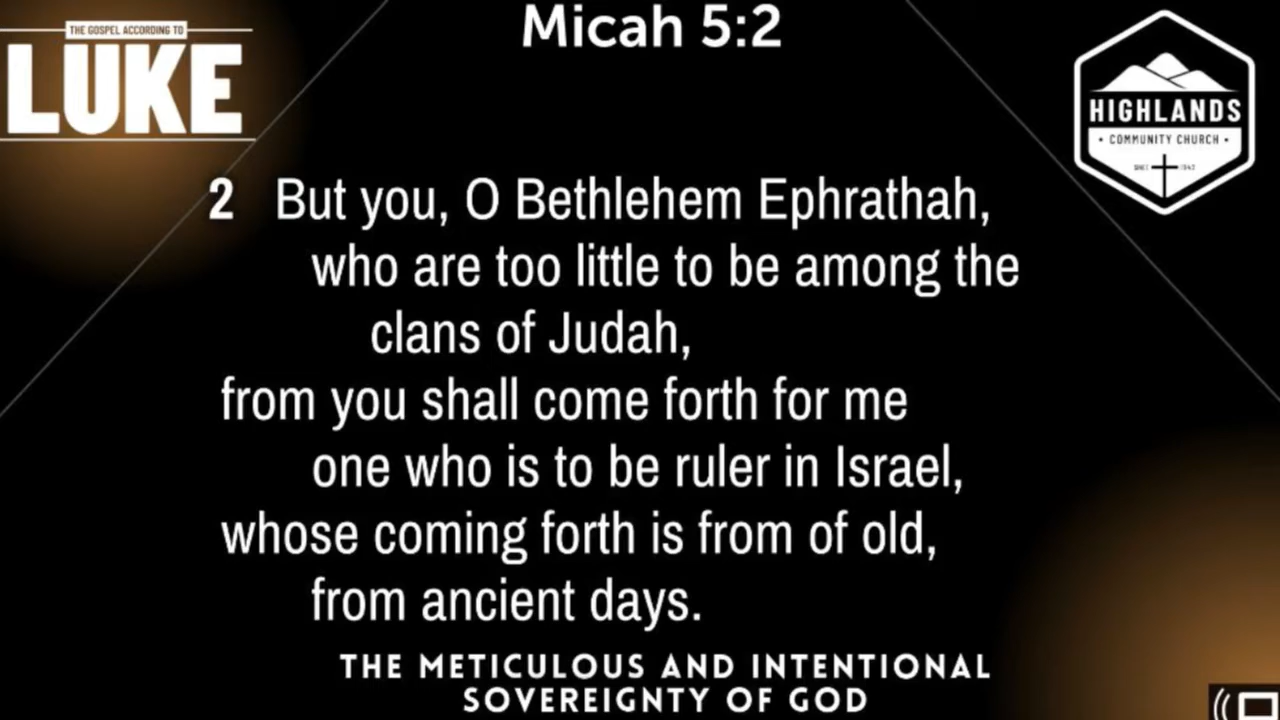 THE GOSPEL ACCORDING TO
LUKE
Micah 5:2
HIGHLANDS
• COMMUNITY CHURCH •
2 But you, O Bethlehem Ephrathah,
who are too little to be among the
clans of Judah,
from you shall come forth for me
one who is to be ruler in Israel,
whose coming forth is from of old,
from ancient days.
THE METICULOUS AND INTENTIONAL
SOVEREIGNTY OF GOD